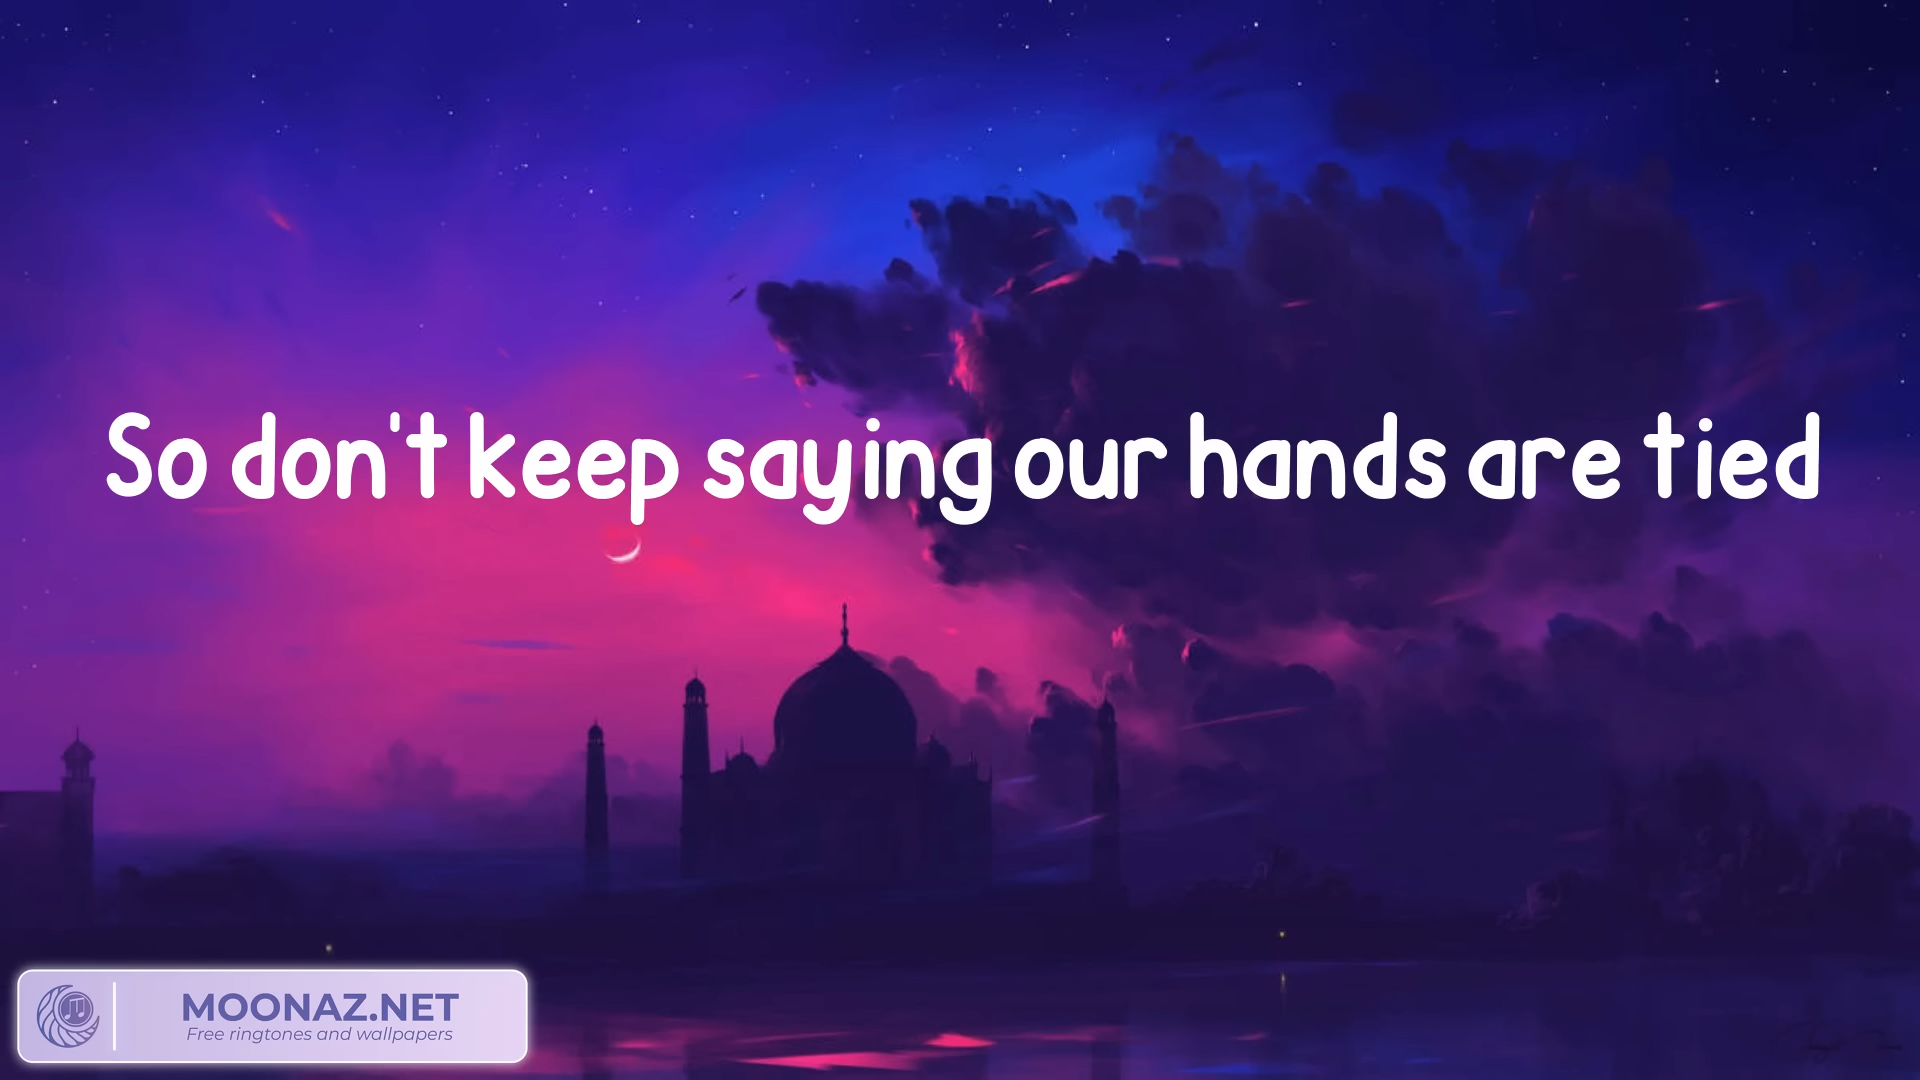 So don't keep saying our hands are tied
MOONAZ.NET
Free ringtones and wallpapers